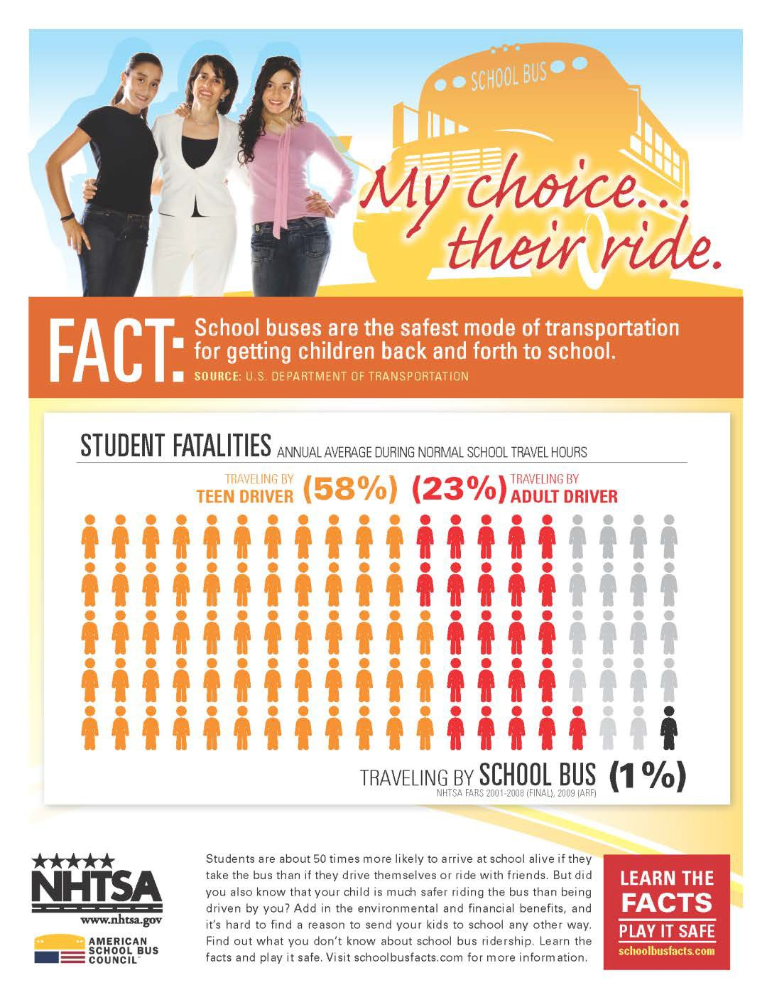 SCHOOL BUS
My choice...
their ride.
FACT:
School buses are the safest mode of transportation
for getting children back and forth to school.
SOURCE: U.S. DEPARTMENT OF TRANSPORTATION
STUDENT FATALITIES ANNUAL AVERAGE DURING NORMAL SCHOOL TRAVEL HOURS
TRAVELING BY
TEEN DRIVER (58%)
(23%) TRAVELING BY
ADULT DRIVER
TRAVELING BY SCHOOL BUS (1%)
NHTSA FARS 2001-2008 (FINAL), 2009 (ARF)
NHTSA
www.nhtsa.gov
AMERICAN
SCHOOL BUS
COUNCIL™
Students are about 50 times more likely to arrive at school alive if they
take the bus than if they drive themselves or ride with friends. But did
you also know that your child is much safer riding the bus than being
driven by you? Add in the environmental and financial benefits, and
it's hard to find a reason to send your kids to school any other way.
Find out what you don't know about school bus ridership. Learn the
facts and play it safe. Visit schoolbusfacts.com for more information.
LEARN THE
FACTS
PLAY IT SAFE
schoolbusfacts.com